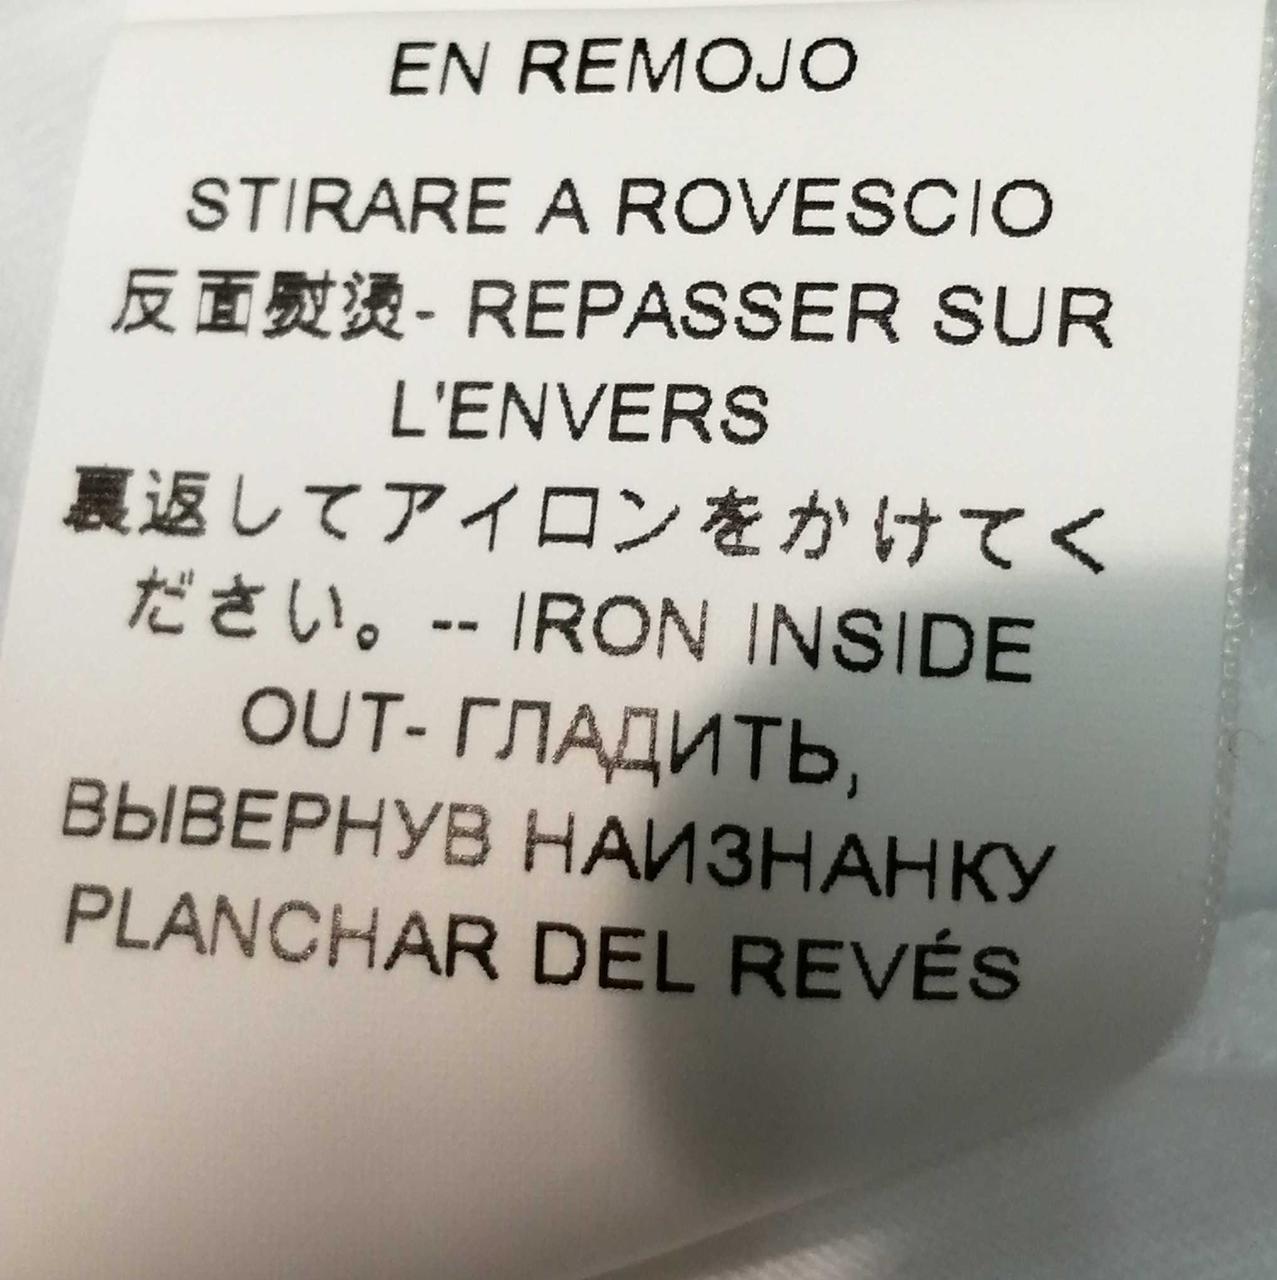 EN REMOJO
STIRARE A ROVESCIO
反面熨烫- REPASSER SUR
L'ENVERS
裏返してアイロンをかけてく
ださい。-- IRON INSIDE
OUT- ГЛАДИТЬ,
ВЫВЕРНУВ НАИЗНАНКУ
PLANCHAR DEL REVÉS